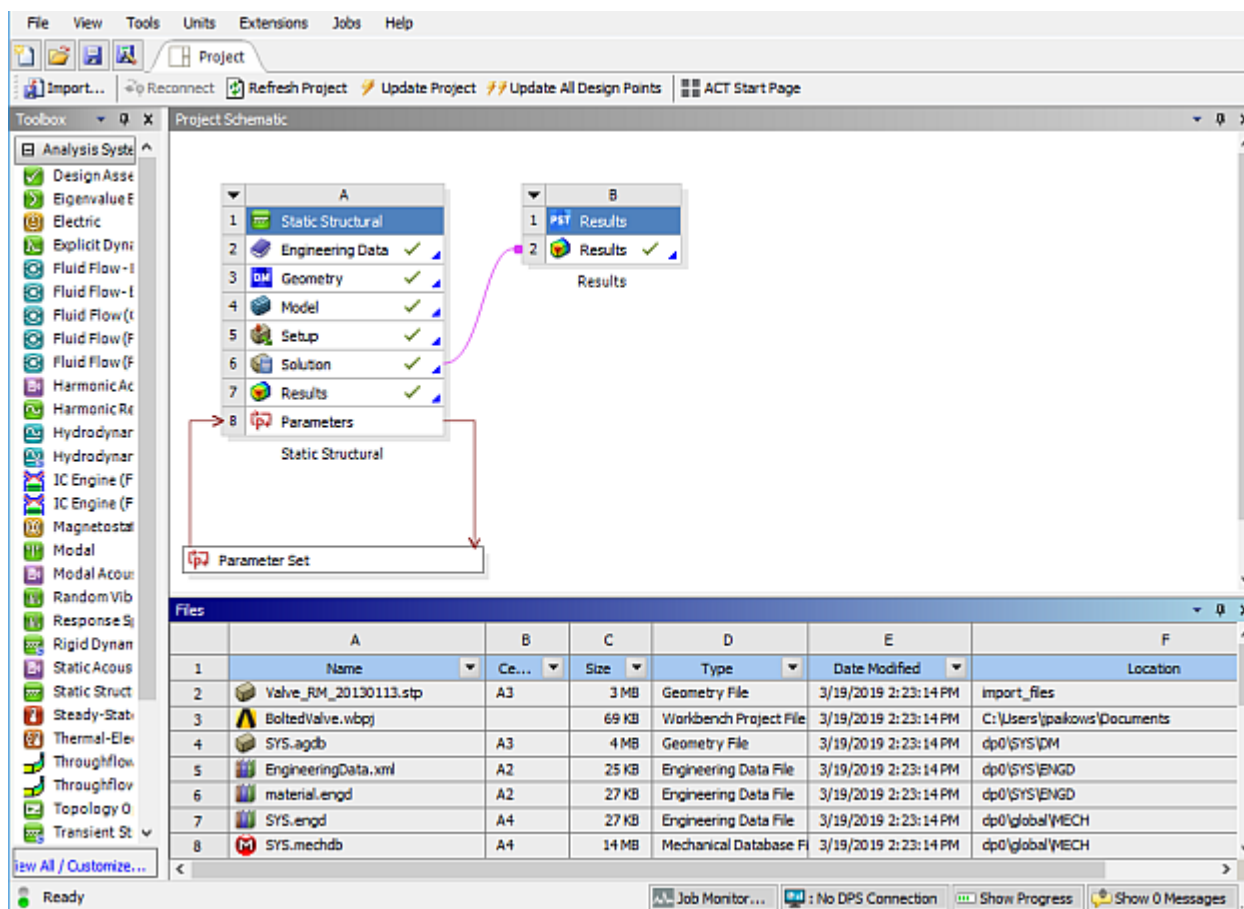 File View Tools Units Extensions Jobs Help
Project
Import... Reconnect Refresh Project Update Project Update All Design Points ACT Start Page
Toolbox
Analysis Syste
Design Asse
Eigenvalue E
Electric
Explicit Dyna
Fluid Flow - I
Fluid Flow - E
Fluid Flow (C
Fluid Flow (F
Fluid Flow (F
Harmonic Ac
Harmonic Re
Hydrodynar
Hydrodynar
IC Engine (F
IC Engine (F
Magnetostat
Modal
Modal Acous
Random Vib
Response Sp
Rigid Dynam
Static Acous
Static Struct
Steady-State
Thermal-Elec
Throughflow
Throughflow
Topology O
Transient St
iew All / Customize...
Project Schematic
A
1 Static Structural
2 Engineering Data
3 DM Geometry
4 Model
5 Setup
6 Solution
7 Results
8 Parameters
Static Structural
B
1 PST Results
2 Results
Results
Parameter Set
Files
A B C D E F
1 Name Ce... Size Type Date Modified Location
2 Valve_RM_20130113.stp A3 3 MB Geometry File 3/19/2019 2:23:14 PM import_files
3 BoltedValve.wbpj 69 KB Workbench Project File 3/19/2019 2:23:14 PM C:\Users\jpaikows\Documents
4 SYS.agdb A3 4 MB Geometry File 3/19/2019 2:23:14 PM dp0\SYS\DM
5 EngineeringData.xml A2 25 KB Engineering Data File 3/19/2019 2:23:14 PM dp0\SYS\ENGD
6 material.engd A2 27 KB Engineering Data File 3/19/2019 2:23:14 PM dp0\SYS\ENGD
7 SYS.engd A4 27 KB Engineering Data File 3/19/2019 2:23:14 PM dp0\global\MECH
8 SYS.mechdb A4 14 MB Mechanical Database Fi 3/19/2019 2:23:14 PM dp0\global\MECH
Ready
Job Monitor... : No DPS Connection Show Progress Show 0 Messages